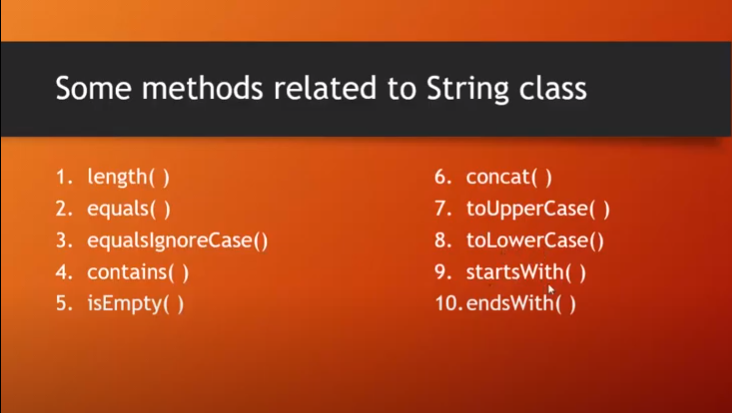 Some methods related to String class
1. length( )
2. equals( )
3. equalsIgnoreCase()
4. contains( )
5. isEmpty( )
6. concat( )
7. toUpperCase( )
8. toLowerCase()
9. startsWith( )
10. endsWith( )